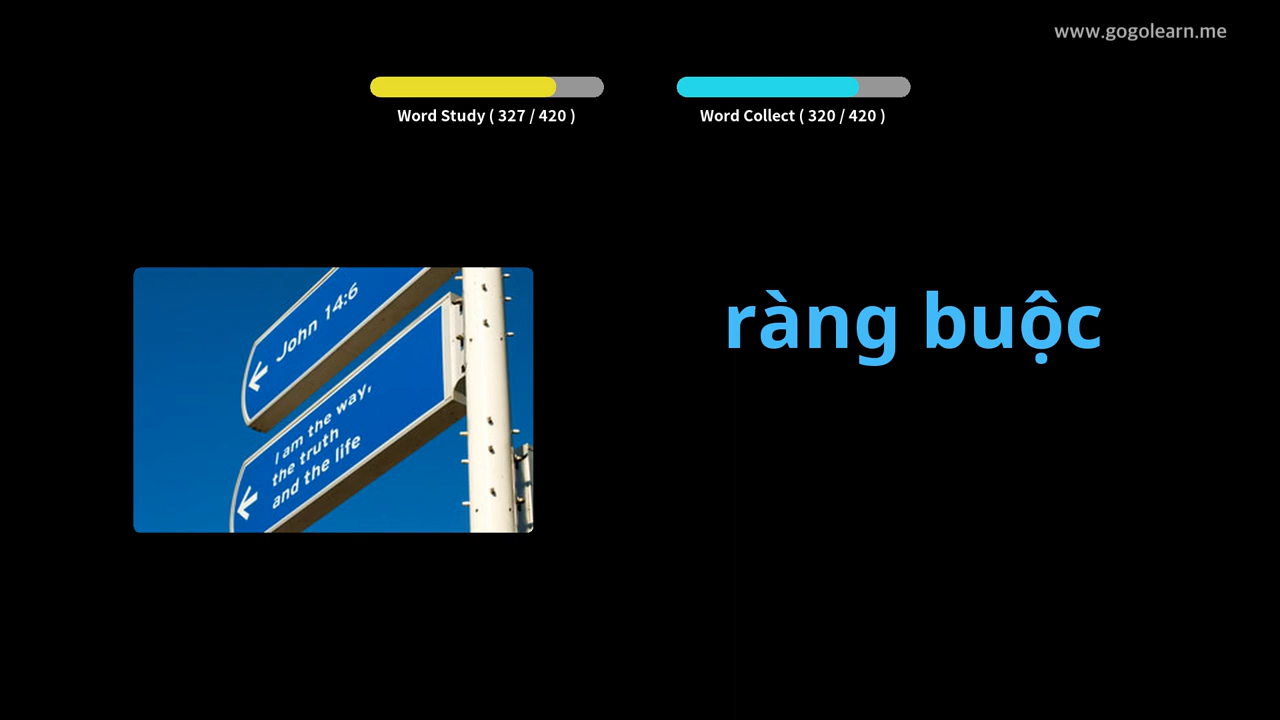 www.gogolearn.me
Word Study ( 327 / 420 )
Word Collect ( 320 / 420 )
John 14:6
I am the way,
the truth
and the life
ràng buộc